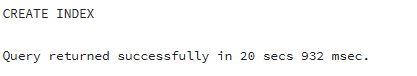 CREATE INDEX
Query returned successfully in 20 secs 932 msec.